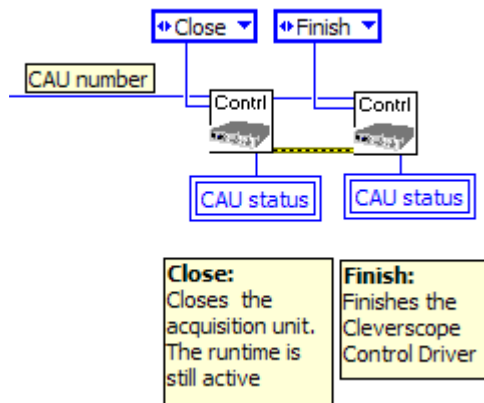 Close
Finish
CAU number
Contrl
Contrl
CAU status
CAU status
Close:
Closes the
acquisition unit.
The runtime is
still active
Finish:
Finishes the
Cleverscope
Control Driver